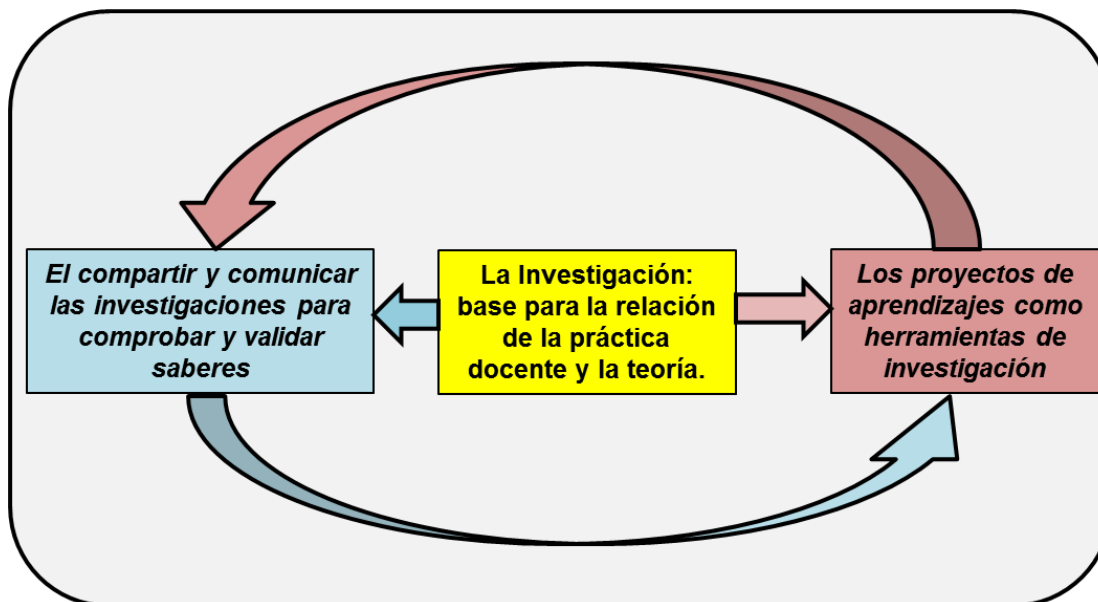 El compartir y comunicar
las investigaciones para
comprobar y validar
saberes
La Investigación:
base para la relación
de la práctica
docente y la teoría.
Los proyectos de
aprendizajes como
herramientas de
investigación